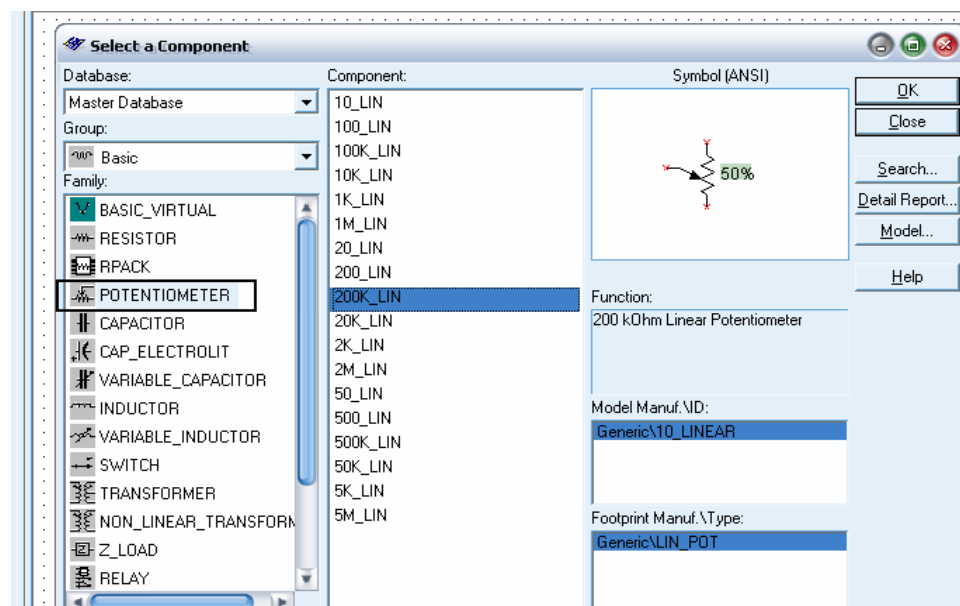 Select a Component
Database:
Master Database
Group:
Basic
Family:
BASIC_VIRTUAL
RESISTOR
RPACK
POTENTIOMETER
CAPACITOR
CAP_ELECTROLIT
VARIABLE_CAPACITOR
INDUCTOR
VARIABLE_INDUCTOR
SWITCH
TRANSFORMER
NON_LINEAR_TRANSFORM
Z_LOAD
RELAY
Component:
10_LIN
100_LIN
100K_LIN
10K_LIN
1K_LIN
1M_LIN
20_LIN
200_LIN
200K_LIN
20K_LIN
2K_LIN
2M_LIN
50_LIN
500_LIN
500K_LIN
50K_LIN
5K_LIN
5M_LIN
Symbol (ANSI)
50%
Function:
200 kOhm Linear Potentiometer
Model Manuf.\ID:
Generic\10_LINEAR
Footprint Manuf.\Type:
Generic\LIN_POT
OK
Close
Search...
Detail Report...
Model...
Help